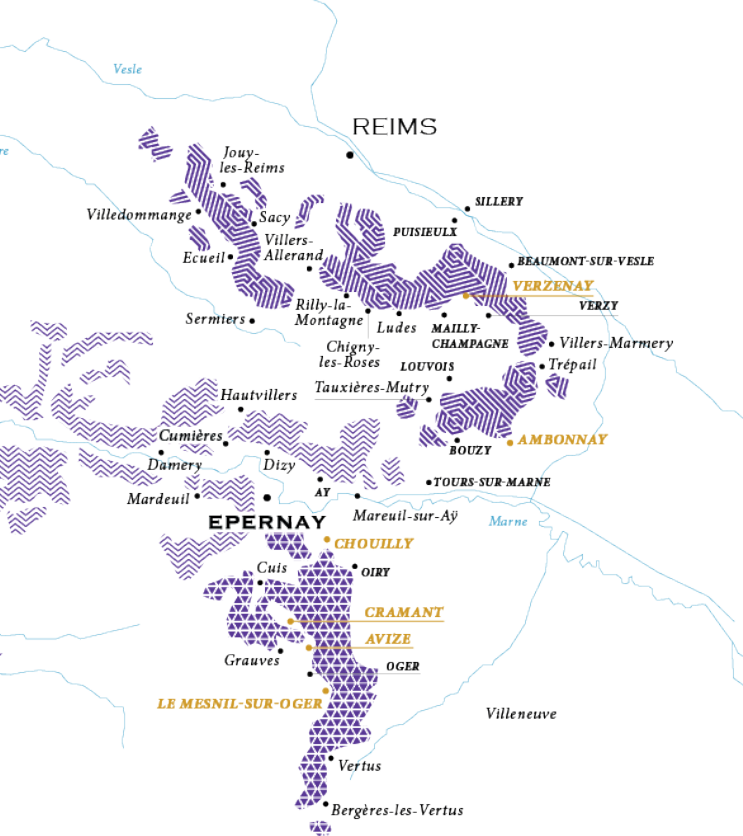 Vesle
REIMS
re
Jouy-
les-Reims
SILLERY
Villedommange
Sacy
PUISIEULX
Villers-
Allerand
Ecueil
BEAUMONT-SUR-VESLE
VERZENAY
Rilly-la-
Montagne
VERZY
Sermiers
Ludes
MAILLY-
CHAMPAGNE
Villers-Marmery
Chigny-
les-Roses
LOUVOIS
Trépail
Tauxières-Mutry
Hautvillers
Cumières
AMBONNAY
BOUZY
Damery
Dizy
TOURS-SUR-MARNE
Mardeuil
AY
Mareuil-sur-Aÿ
Marne
EPERNAY
CHOUILLY
Cuis
OIRY
CRAMANT
AVIZE
Grauves
OGER
LE MESNIL-SUR-OGER
Villeneuve
Vertus
Bergères-les-Vertus